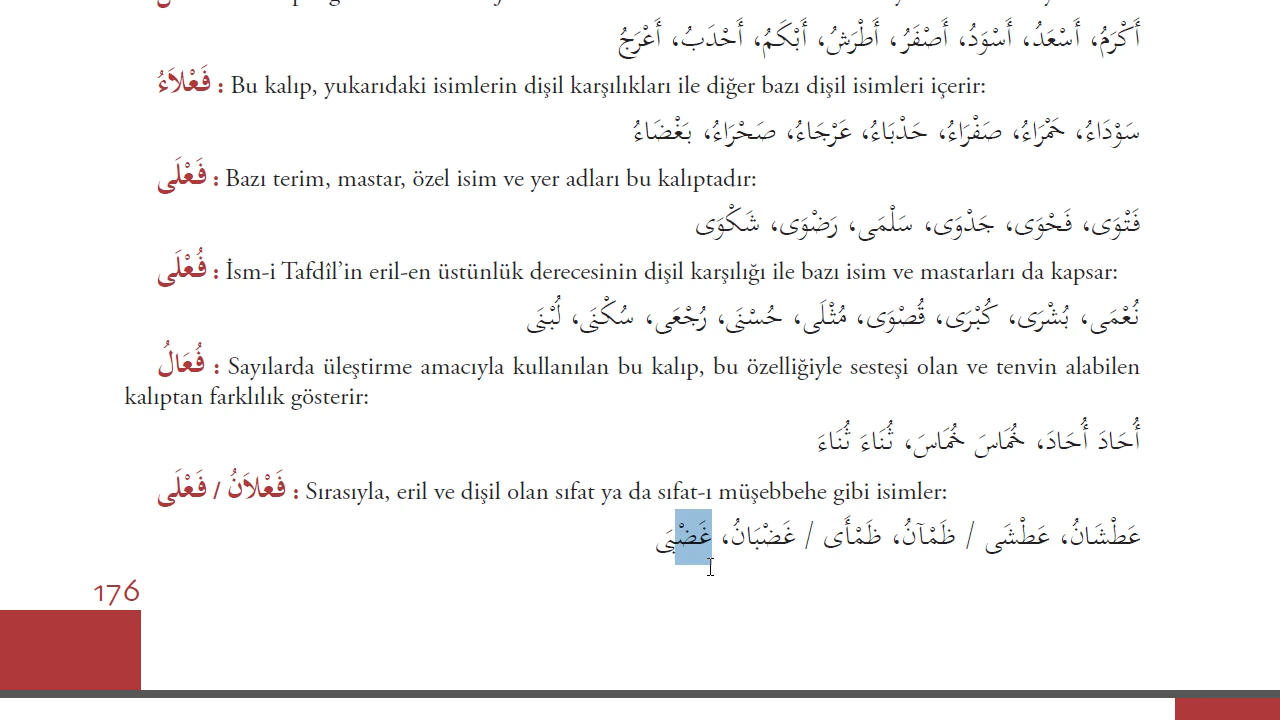 أَكْرَمُ، أَسْعَدُ، أَسْوَدُ، أَصْفَرُ، أَطْرَشُ، أَبْكَمُ، أَحْدَبُ، أَعْرَجُ
فَعْلَاءُ : Bu kalıp, yukarıdaki isimlerin dişil karşılıkları ile diğer bazı dişil isimleri içerir:
سَوْدَاءُ، حَمْرَاءُ، صَفْرَاءُ، حَدْبَاءُ، عَرْجَاءُ، صَحْرَاءُ، بَغْضَاءُ
فَعْلَى : Bazı terim, mastar, özel isim ve yer adları bu kalıptadır:
فَتْوَى، فَحْوَى، جَدْوَى، سَلْمَى، رَضْوَى، شَكْوَى
فُعْلَى : İsm-i Tafdîl’in eril-en üstünlük derecesinin dişil karşılığı ile bazı isim ve mastarları da kapsar:
نُعْمَى، بُشْرَى، كُبْرَى، قُصْوَى، مُثْلَى، حُسْنَى، رُجْعَى، سُكْنَى، لُبْنَى
فُعَالُ : Sayılarda üleştirme amacıyla kullanılan bu kalıp, bu özelliğiyle sesteşi olan ve tenvin alabilen
kalıptan farklılık gösterir:
أُحَادَ أُحَادَ، خُمَاسَ خُمَاسَ، ثُنَاءَ ثُنَاءَ
فَعْلَانُ / فَعْلَى : Sırasıyla, eril ve dişil olan sıfat ya da sıfat-ı müşebbehe gibi isimler:
عَطْشَانُ، عَطْشَى / ظَمْآنُ، ظَمْأَى / غَضْبَانُ، غَضْبَى
176